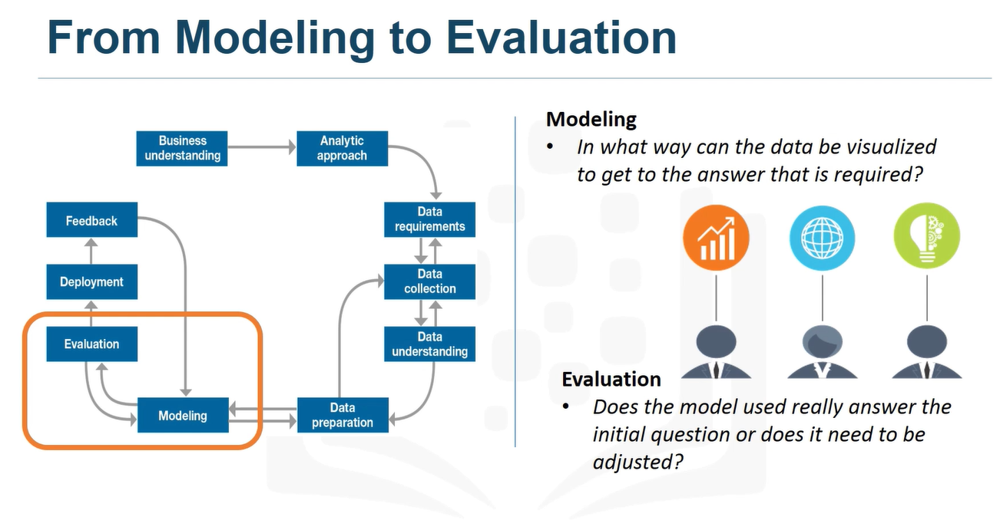 From Modeling to Evaluation
Business
understanding
Analytic
approach
Feedback
Data
requirements
Deployment
Data
collection
Evaluation
Data
understanding
Modeling
Data
preparation
Modeling
• In what way can the data be visualized
to get to the answer that is required?
Evaluation
• Does the model used really answer the
initial question or does it need to be
adjusted?